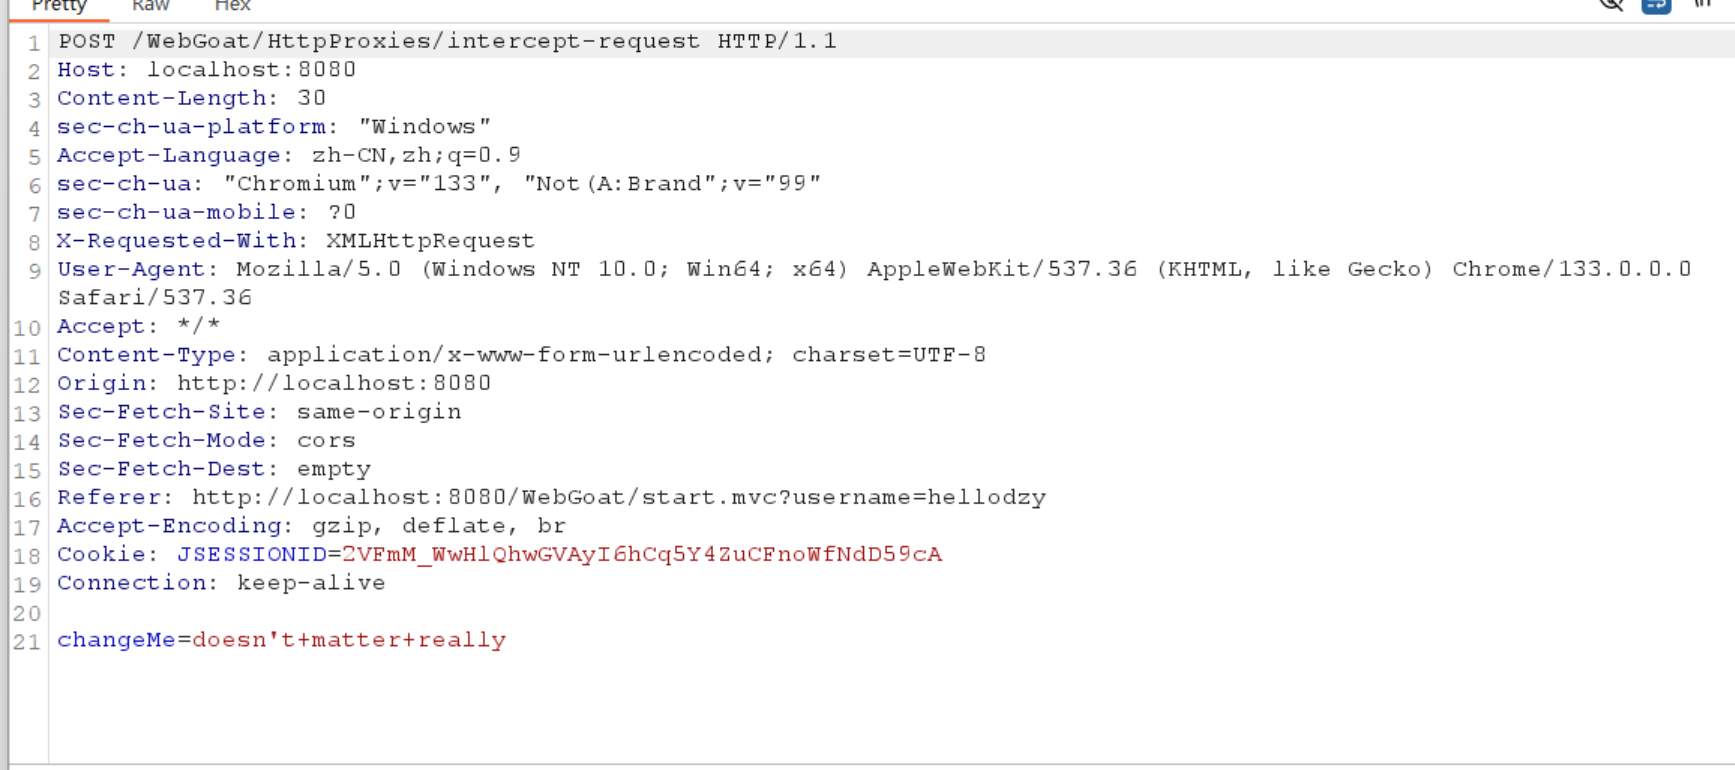 Pretty Raw Hex
\n
1 POST /WebGoat/HttpProxies/intercept-request HTTP/1.1
2 Host: localhost:8080
3 Content-Length: 30
4 sec-ch-ua-platform: "Windows"
5 Accept-Language: zh-CN,zh;q=0.9
6 sec-ch-ua: "Chromium";v="133", "Not(A:Brand";v="99"
7 sec-ch-ua-mobile: ?0
8 X-Requested-With: XMLHttpRequest
9 User-Agent: Mozilla/5.0 (Windows NT 10.0; Win64; x64) AppleWebKit/537.36 (KHTML, like Gecko) Chrome/133.0.0.0
Safari/537.36
10 Accept: */*
11 Content-Type: application/x-www-form-urlencoded; charset=UTF-8
12 Origin: http://localhost:8080
13 Sec-Fetch-Site: same-origin
14 Sec-Fetch-Mode: cors
15 Sec-Fetch-Dest: empty
16 Referer: http://localhost:8080/WebGoat/start.mvc?username=hellodzy
17 Accept-Encoding: gzip, deflate, br
18 Cookie: JSESSIONID=2VFmM_WwHlQhwGVAyI6hCq5Y4ZuCFnoWfNdD59cA
19 Connection: keep-alive
20
21 changeMe=doesn't+matter+really